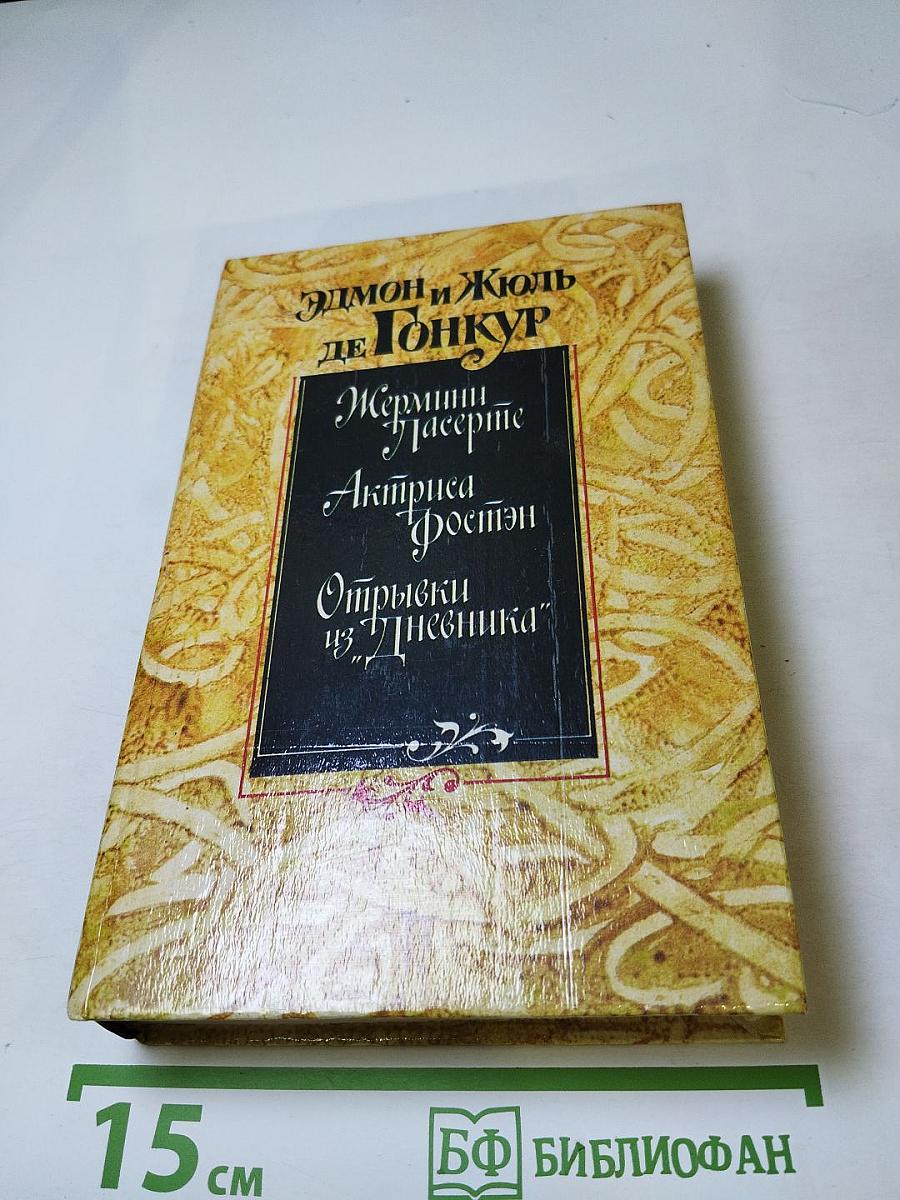 Эдмон и Жюль
де Гонкур
Жермини
Ласерте
Актриса
Фостэн
Отрывки
из „Дневника"
15 см
БФ БИБЛИОФАН